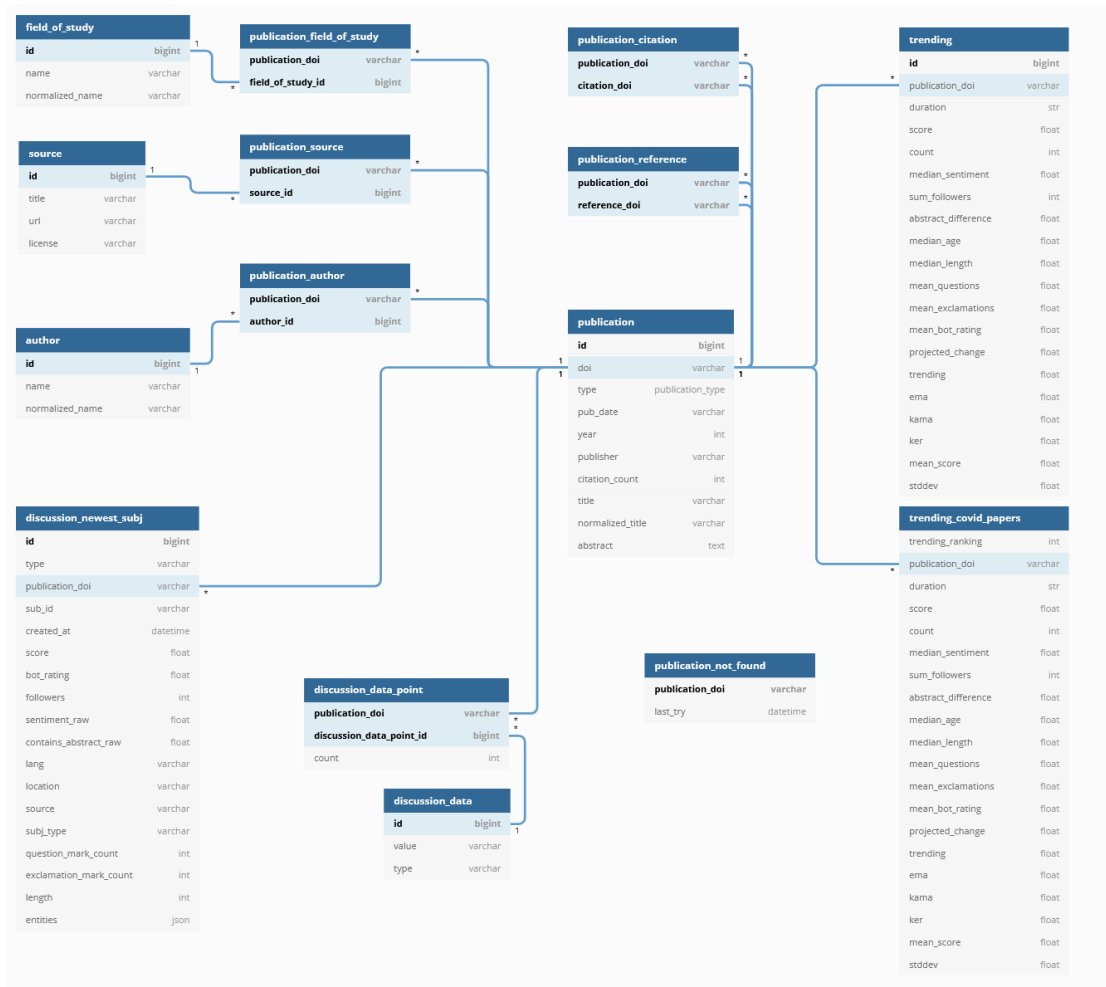 field_of_study
id bigint
name varchar
normalized_name varchar
1
*
publication_field_of_study
publication_doi varchar
field_of_study_id bigint
*
source
id bigint
title varchar
url varchar
license varchar
1
*
publication_source
publication_doi varchar
source_id bigint
*
publication_author
publication_doi varchar
author_id bigint
*
*
author
id bigint
name varchar
normalized_name varchar
1
publication_citation
publication_doi varchar
citation_doi varchar
*
*
publication_reference
publication_doi varchar
reference_doi varchar
*
*
publication
id bigint
doi varchar
type publication_type
pub_date varchar
year int
publisher varchar
citation_count int
title varchar
normalized_title varchar
abstract text
1
1
1
1
trending
id bigint
publication_doi varchar
duration str
score float
count int
median_sentiment float
sum_followers int
abstract_difference float
median_age float
median_length float
mean_questions float
mean_exclamations float
mean_bot_rating float
projected_change float
trending float
ema float
kama float
ker float
mean_score float
stddev float
*
discussion_newest_subj
id bigint
type varchar
publication_doi varchar
sub_id varchar
created_at datetime
score float
bot_rating float
followers int
sentiment_raw float
contains_abstract_raw float
lang varchar
location varchar
source varchar
subj_type varchar
question_mark_count int
exclamation_mark_count int
length int
entities json
*
discussion_data_point
publication_doi varchar
discussion_data_point_id bigint
count int
*
*
discussion_data
id bigint
value varchar
type varchar
1
publication_not_found
publication_doi varchar
last_try datetime
trending_covid_papers
trending_ranking int
publication_doi varchar
duration str
score float
count int
median_sentiment float
sum_followers int
abstract_difference float
median_age float
median_length float
mean_questions float
mean_exclamations float
mean_bot_rating float
projected_change float
trending float
ema float
kama float
ker float
mean_score float
stddev float
*